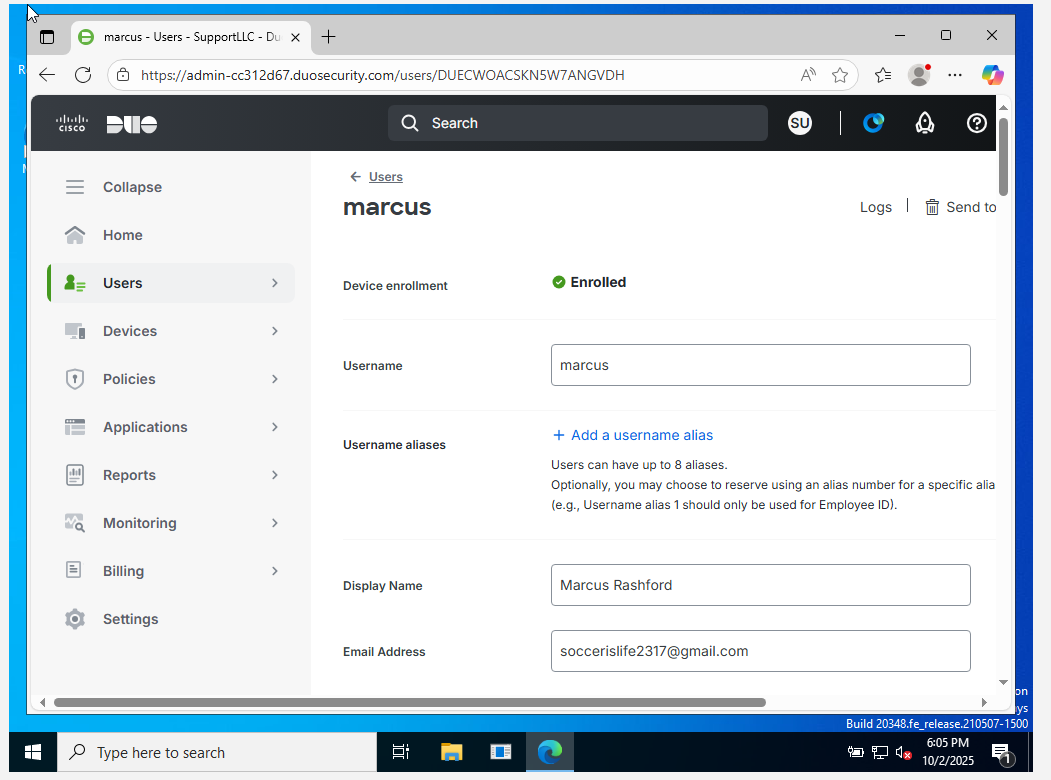 marcus - Users - SupportLLC - Du
https://admin-cc312d67.duosecurity.com/users/DUECWOACSKN5W7ANGVDH
CISCO DUO
Search
SU
Collapse
Home
Users
Devices
Policies
Applications
Reports
Monitoring
Billing
Settings
Users
marcus
Logs
Send to
Device enrollment
Enrolled
Username
marcus
Username aliases
+ Add a username alias
Users can have up to 8 aliases.
Optionally, you may choose to reserve using an alias number for a specific alia
(e.g., Username alias 1 should only be used for Employee ID).
Display Name
Marcus Rashford
Email Address
soccerislife2317@gmail.com
on
ys
Build 20348.fe_release.210507-1500
Type here to search
6:05 PM
10/2/2025
1